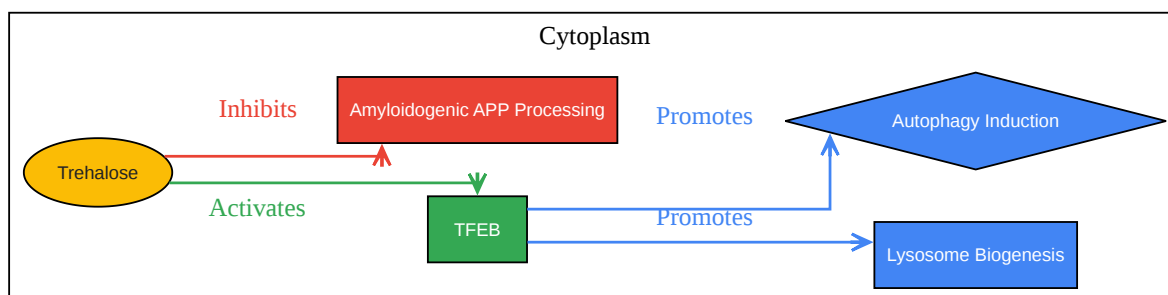 Cytoplasm
Inhibits
Amyloidogenic APP Processing
Promotes
Autophagy Induction
Trehalose
Activates
TFEB
Promotes
Lysosome Biogenesis